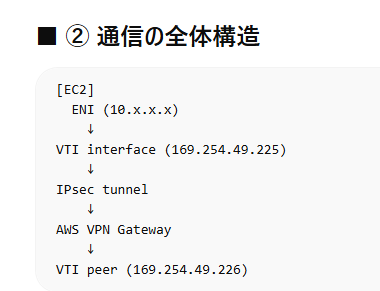 ■ ② 通信の全体構造
[EC2]
ENI (10.x.x.x)
↓
VTI interface (169.254.49.225)
↓
IPsec tunnel
↓
AWS VPN Gateway
↓
VTI peer (169.254.49.226)